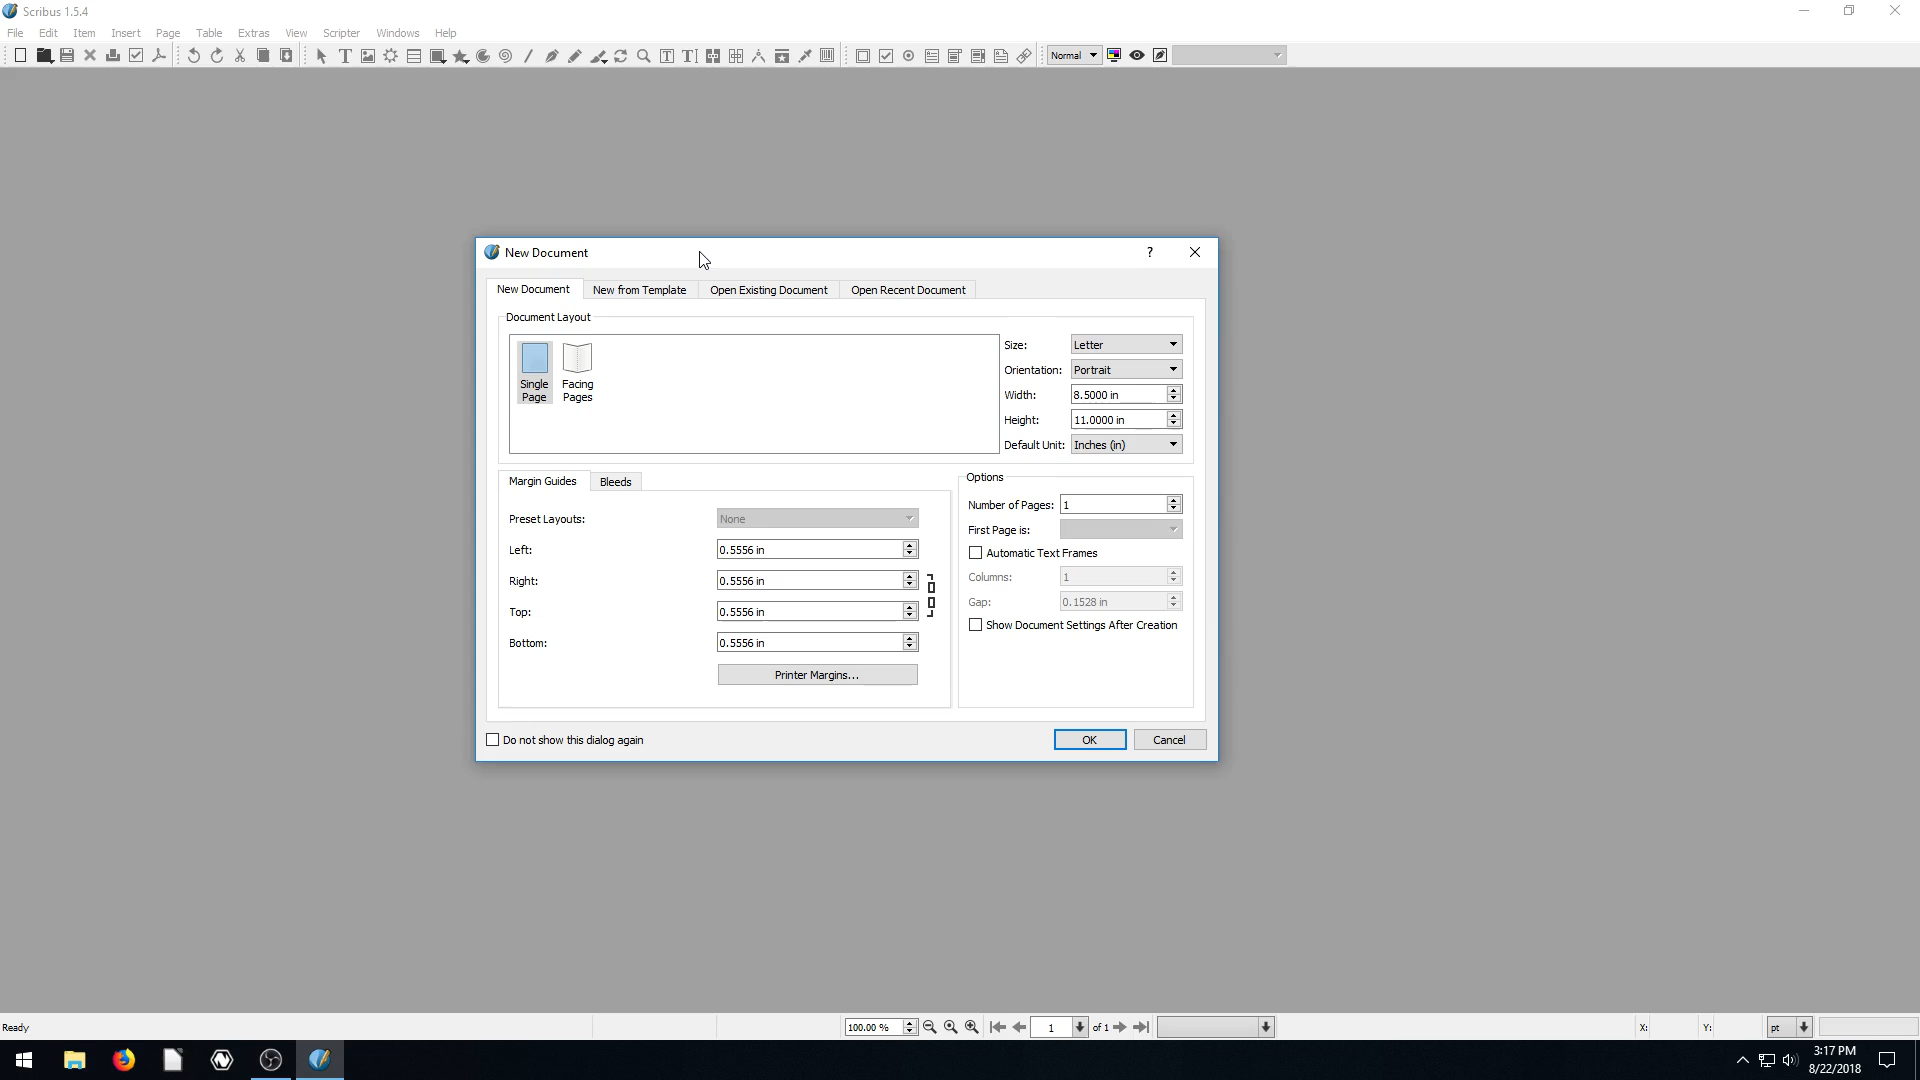 Scribus 1.5.4
File Edit Item Insert Page Table Extras View Scripter Windows Help
Normal
New Document
New Document New from Template Open Existing Document Open Recent Document
Document Layout
Single Page
Facing Pages
Size: Letter
Orientation: Portrait
Width: 8.5000 in
Height: 11.0000 in
Default Unit: Inches (in)
Margin Guides Bleeds
Preset Layouts: None
Left: 0.5556 in
Right: 0.5556 in
Top: 0.5556 in
Bottom: 0.5556 in
Printer Margins...
Options
Number of Pages: 1
First Page is:
Automatic Text Frames
Columns: 1
Gap: 0.1528 in
Show Document Settings After Creation
Do not show this dialog again
OK Cancel
Ready 100.00 % 1 of 1 X: Y: pt
3:17 PM
8/22/2018